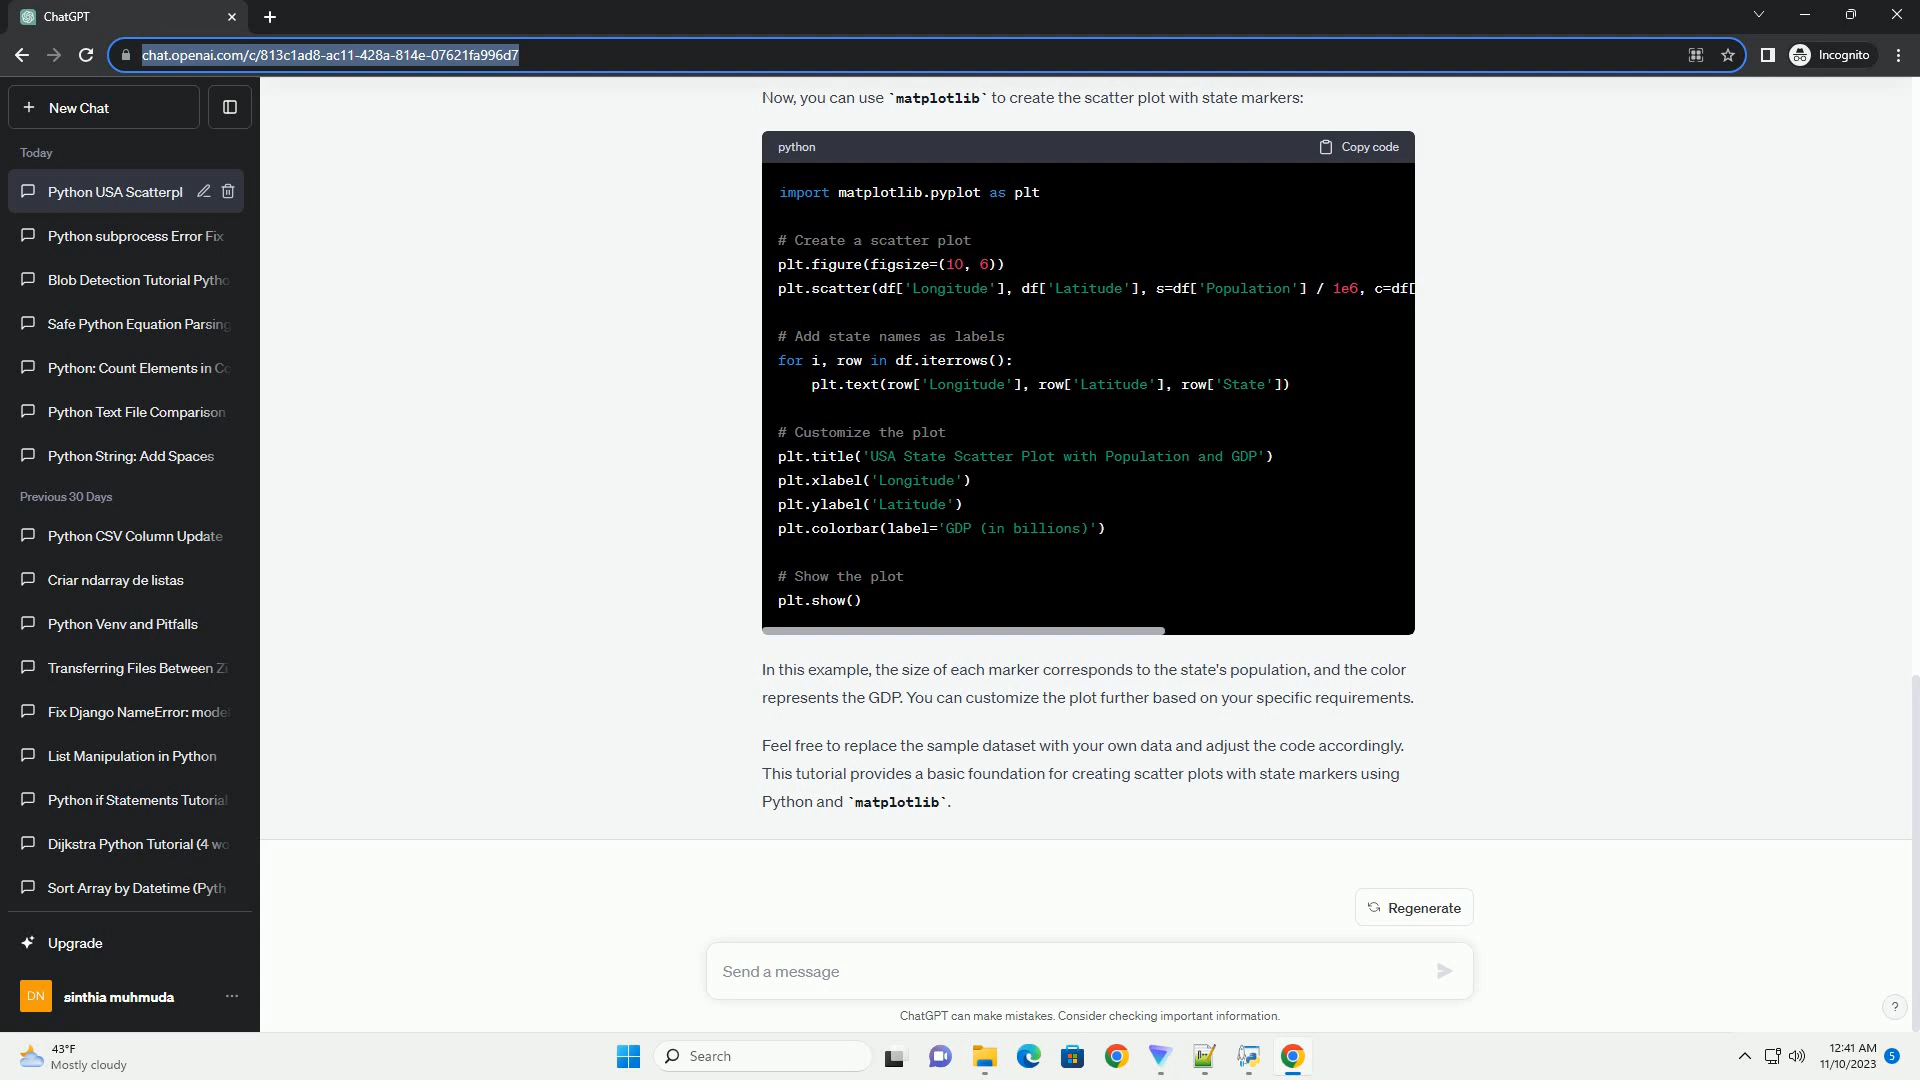 ChatGPT
chat.openai.com/c/813c1ad8-ac11-428a-814e-07621fa996d7
Incognito
New Chat
Today
Python USA Scatterpl
Python subprocess Error Fix
Blob Detection Tutorial Pytho
Safe Python Equation Parsing
Python: Count Elements in Co
Python Text File Comparison
Python String: Add Spaces
Previous 30 Days
Python CSV Column Update
Criar ndarray de listas
Python Venv and Pitfalls
Transferring Files Between Zi
Fix Django NameError: model
List Manipulation in Python
Python if Statements Tutorial
Dijkstra Python Tutorial (4 wo
Sort Array by Datetime (Pyth
Upgrade
DN
sinthia muhmuda
Now, you can use `matplotlib` to create the scatter plot with state markers:
python
Copy code
import matplotlib.pyplot as plt
# Create a scatter plot
plt.figure(figsize=(10, 6))
plt.scatter(df['Longitude'], df['Latitude'], s=df['Population'] / 1e6, c=df[
# Add state names as labels
for i, row in df.iterrows():
plt.text(row['Longitude'], row['Latitude'], row['State'])
# Customize the plot
plt.title('USA State Scatter Plot with Population and GDP')
plt.xlabel('Longitude')
plt.ylabel('Latitude')
plt.colorbar(label='GDP (in billions)')
# Show the plot
plt.show()
In this example, the size of each marker corresponds to the state's population, and the color
represents the GDP. You can customize the plot further based on your specific requirements.
Feel free to replace the sample dataset with your own data and adjust the code accordingly.
This tutorial provides a basic foundation for creating scatter plots with state markers using
Python and `matplotlib`.
Regenerate
Send a message
ChatGPT can make mistakes. Consider checking important information.
?
43°F
Mostly cloudy
Search
12:41 AM
11/10/2023
5